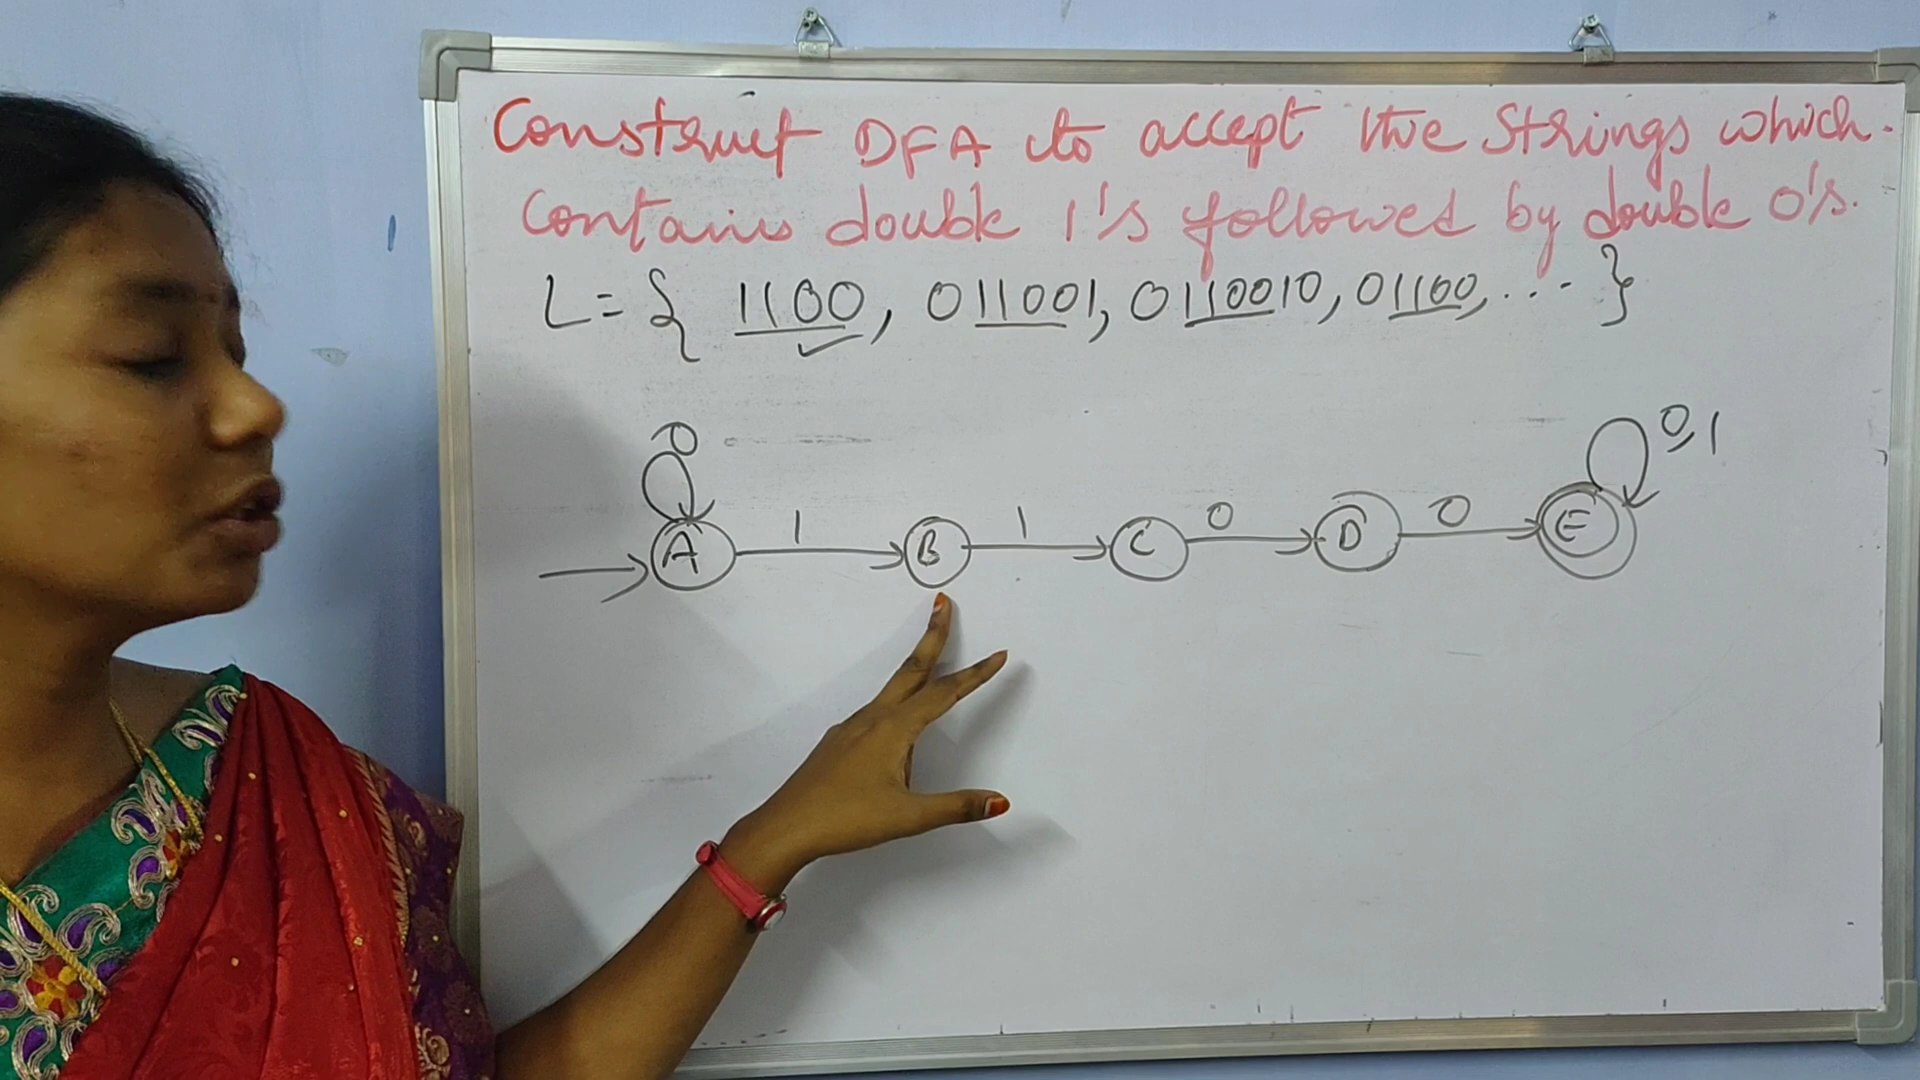 Construct DFA to accept the Strings which
Contains double 1's followed by double 0's.
L = { 1100, 011001, 0110010, 01100, ... }
0
0,1
1 1 0 0
A B C D E